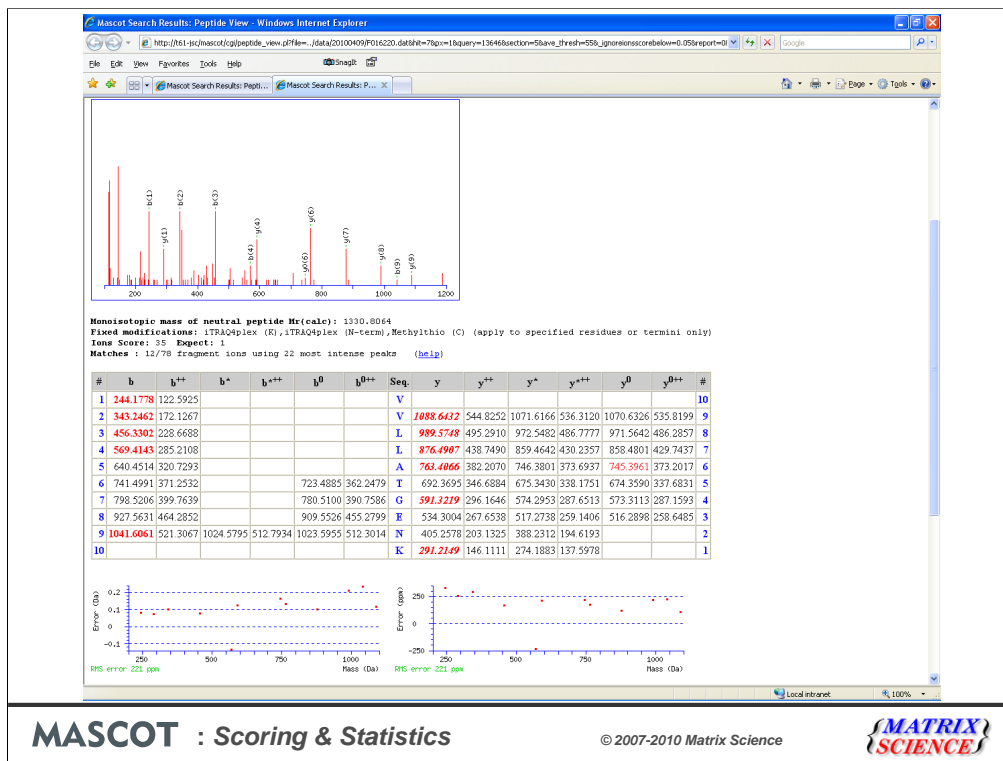 Mascot Search Results: Peptide View - Windows Internet Explorer
http://t61-jsc/mascot/cgi/peptide_view.pl?file=../data/20100409/F016220.dat&hit=7&px=1&query=13646&section=5&ave_thresh=55&_ignoreionsscorebelow=0.05&report=0
Google
File Edit View Favorites Tools Help SnagIt
Mascot Search Results: Pepti... Mascot Search Results: P... X Page Tools
b(1) y(1) b(2) b(3) b(4) y(4) y0(6) y(6) y(7) y(8) b(9) y(9)
200 400 600 800 1000 1200
Monoisotopic mass of neutral peptide Mr(calc): 1330.8064
Fixed modifications: iTRAQ4plex (K),iTRAQ4plex (N-term),Methylthio (C) (apply to specified residues or termini only)
Ions Score: 35 Expect: 1
Matches : 12/78 fragment ions using 22 most intense peaks (help)
# b b++ b* b*++ b0 b0++ Seq. y y++ y* y*++ y0 y0++ #
1 244.1778 122.5925 V 10
2 343.2462 172.1267 V 1088.6432 544.8252 1071.6166 536.3120 1070.6326 535.8199 9
3 456.3302 228.6688 L 989.5748 495.2910 972.5482 486.7777 971.5642 486.2857 8
4 569.4143 285.2108 L 876.4907 438.7490 859.4642 430.2357 858.4801 429.7437 7
5 640.4514 320.7293 A 763.4066 382.2070 746.3801 373.6937 745.3961 373.2017 6
6 741.4991 371.2532 723.4885 362.2479 T 692.3695 346.6884 675.3430 338.1751 674.3590 337.6831 5
7 798.5206 399.7639 780.5100 390.7586 G 591.3219 296.1646 574.2953 287.6513 573.3113 287.1593 4
8 927.5631 464.2852 909.5526 455.2799 E 534.3004 267.6538 517.2738 259.1406 516.2898 258.6485 3
9 1041.6061 521.3067 1024.5795 512.7934 1023.5955 512.3014 N 405.2578 203.1325 388.2312 194.6193 2
10 K 291.2149 146.1111 274.1883 137.5978 1
Error (Da) 0.2 0.1 0 -0.1
250 500 750 1000
RMS error 221 ppm Mass (Da)
Error (ppm) 250 0 -250
250 500 750 1000
RMS error 221 ppm Mass (Da)
Local intranet 100%
MASCOT : Scoring & Statistics © 2007-2010 Matrix Science {MATRIX
SCIENCE}